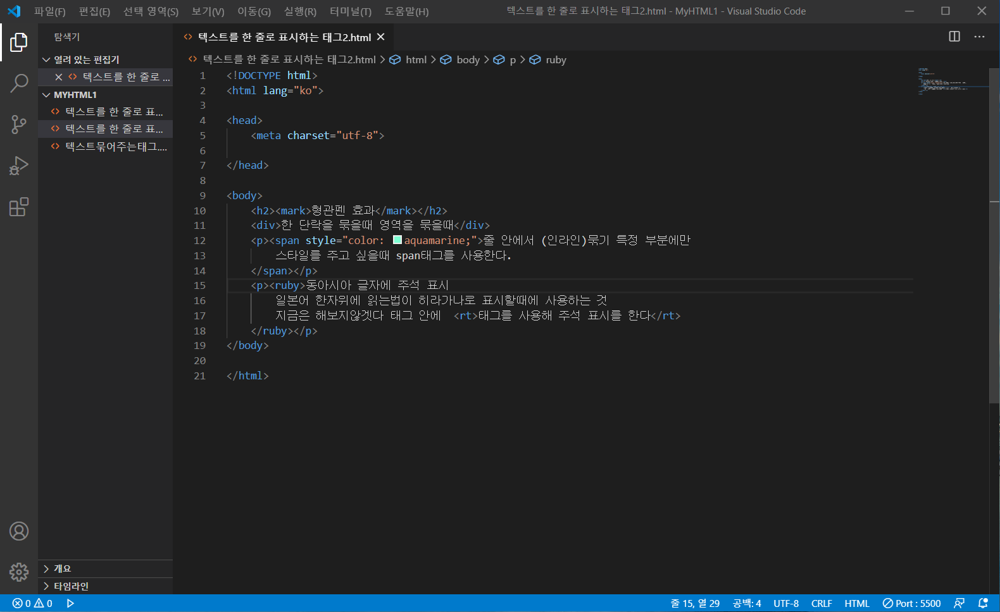 파일(F) 편집(E) 선택 영역(S) 보기(V) 이동(G) 실행(R) 터미널(T) 도움말(H) 텍스트를 한 줄로 표시하는 태그2.html - MyHTML1 - Visual Studio Code
탐색기
열려 있는 편집기
텍스트를 한 줄로 ...
MYHTML1
텍스트를 한 줄로 표...
텍스트를 한 줄로 표...
텍스트묶어주는태그....
개요
타임라인
텍스트를 한 줄로 표시하는 태그2.html
텍스트를 한 줄로 표시하는 태그2.html > html > body > p > ruby
1 <!DOCTYPE html>
2 <html lang="ko">
3
4 <head>
5 <meta charset="utf-8">
6
7 </head>
8
9 <body>
10 <h2><mark>형관펜 효과</mark></h2>
11 <div>한 단락을 묶을때 영역을 묶을때</div>
12 <p><span style="color: aquamarine;">줄 안에서 (인라인)묶기 특정 부분에만
13 스타일를 주고 싶을때 span태그를 사용한다.
14 </span></p>
15 <p><ruby>동아시아 글자에 주석 표시
16 일본어 한자위에 읽는법이 히라가나로 표시할때에 사용하는 것
17 지금은 해보지않겟다 태그 안에 <rt>태그를 사용해 주석 표시를 한다</rt>
18 </ruby></p>
19 </body>
20
21 </html>
0 0 줄 15, 열 29 공백: 4 UTF-8 CRLF HTML Port : 5500